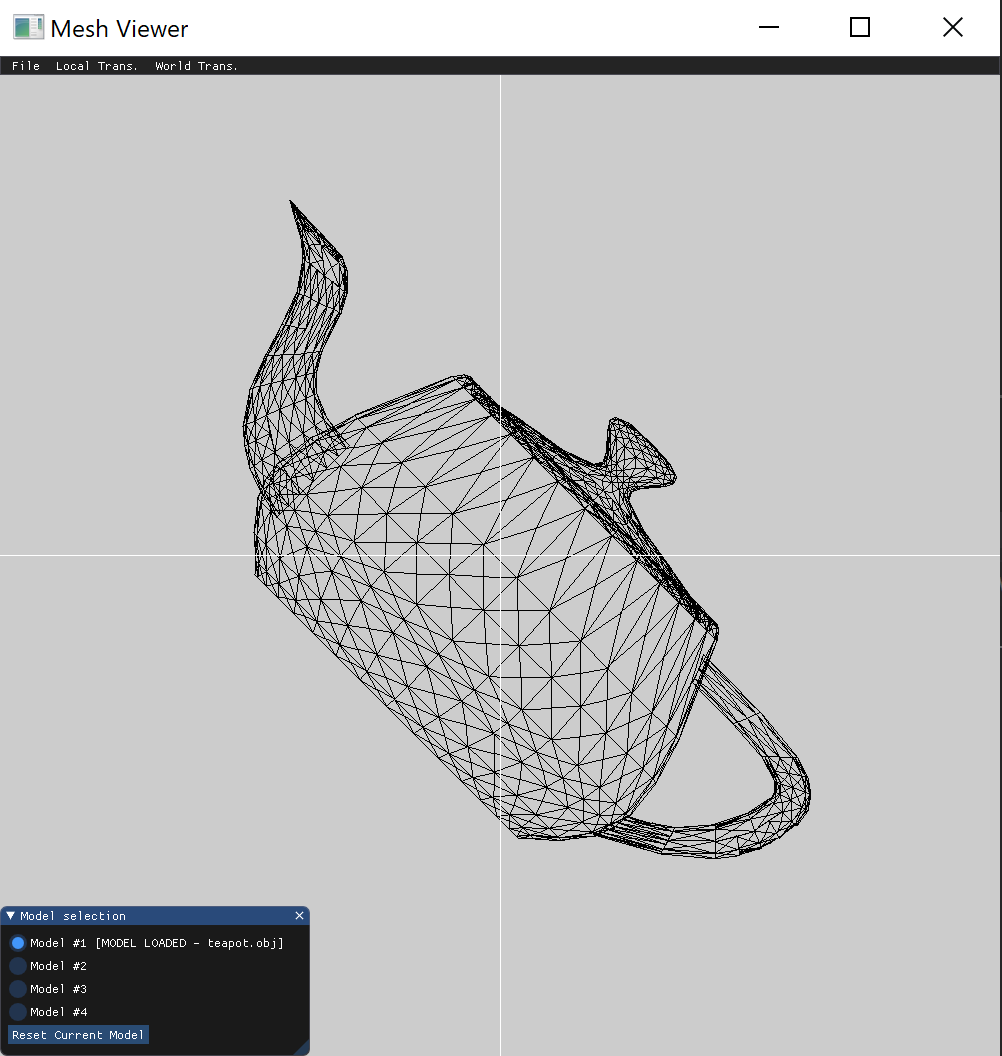 Mesh Viewer
File Local Trans. World Trans.
Model selection
Model #1 [MODEL LOADED - teapot.obj]
Model #2
Model #3
Model #4
Reset Current Model